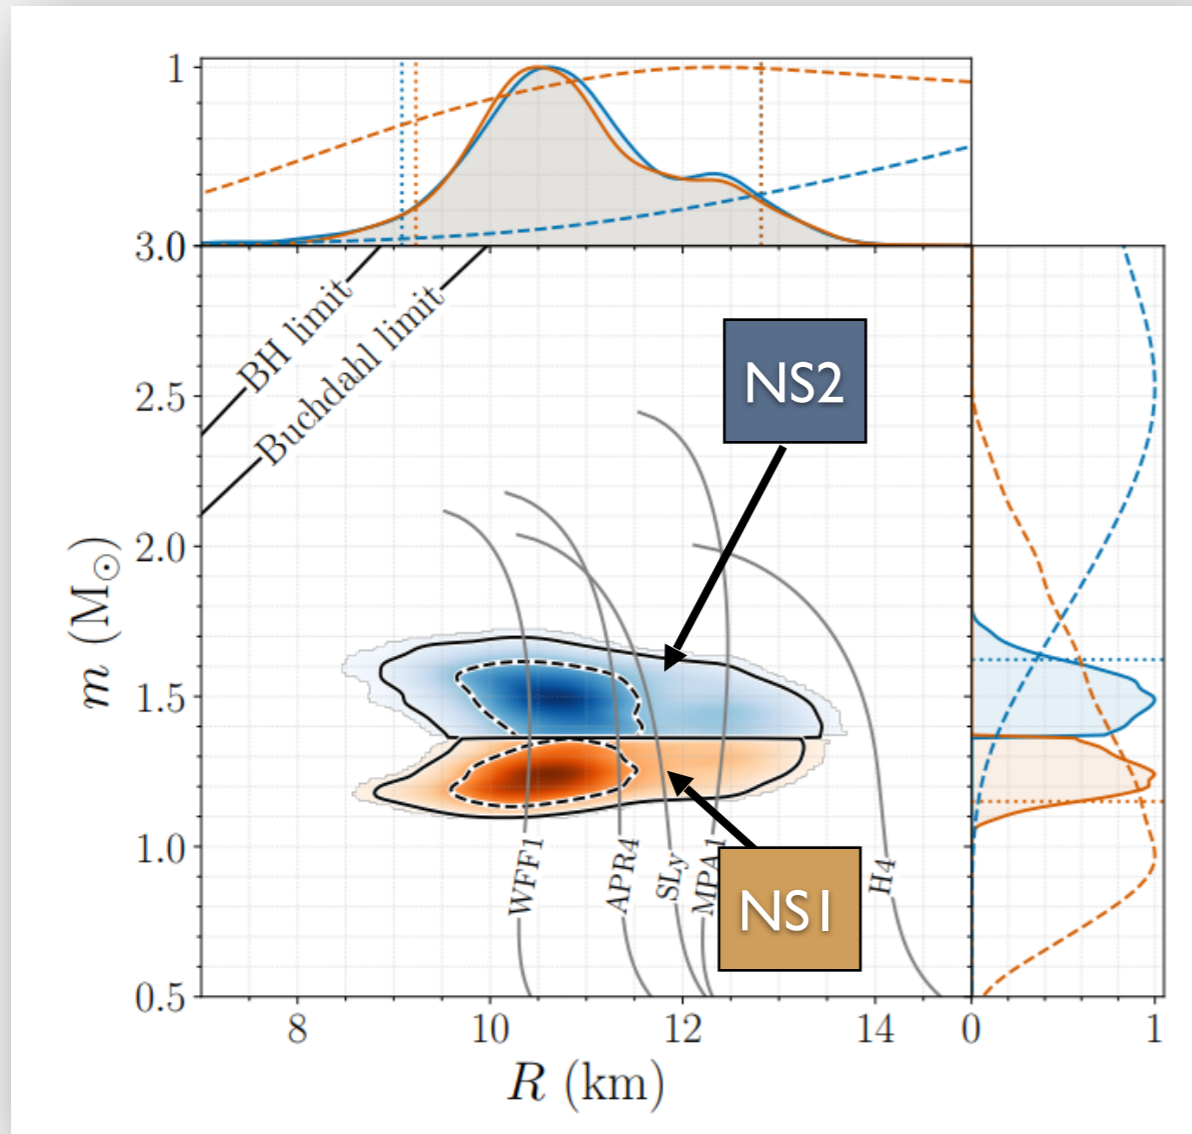 1
3.0
BH limit
Buchdahl limit
NS2
2.5
2.0
m (M⊙)
1.5
1.0
WFF1
APR4
SLy
MPA1
H4
NS1
0.5
8
10
12
14
0
1
R (km)